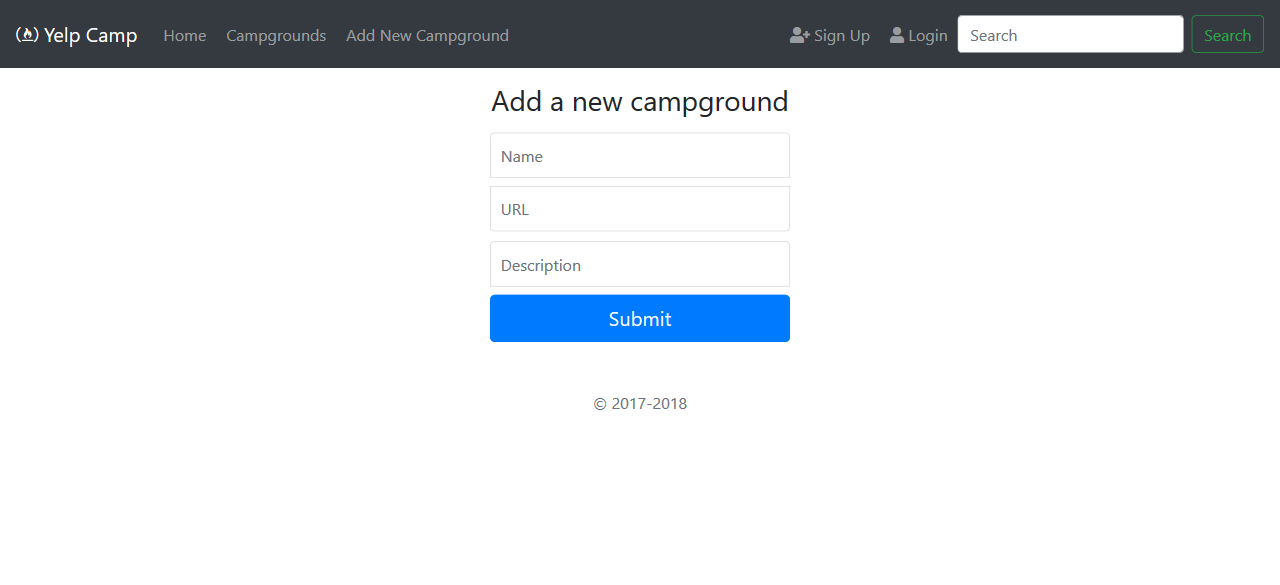 Yelp Camp Home Campgrounds Add New Campground Sign Up Login Search Search
Add a new campground
Name
URL
Description
Submit
© 2017-2018